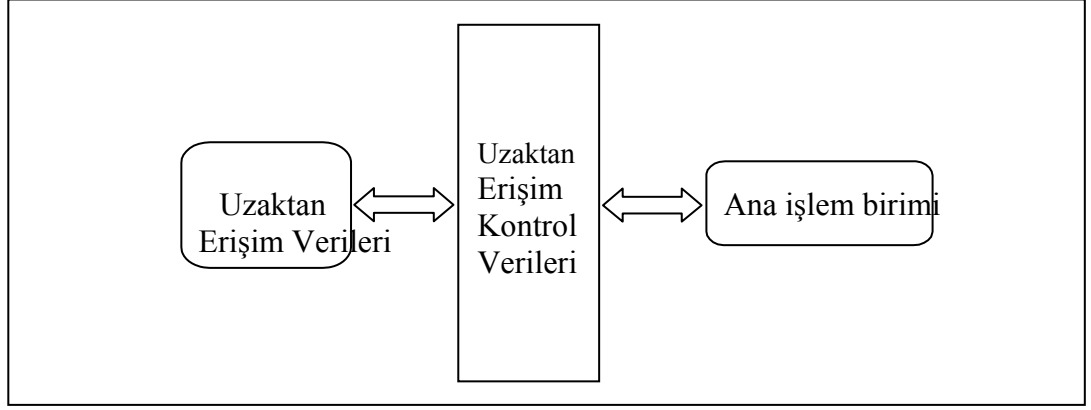 Uzaktan
Erişim Verileri
Uzaktan
Erişim
Kontrol
Verileri
Ana işlem birimi